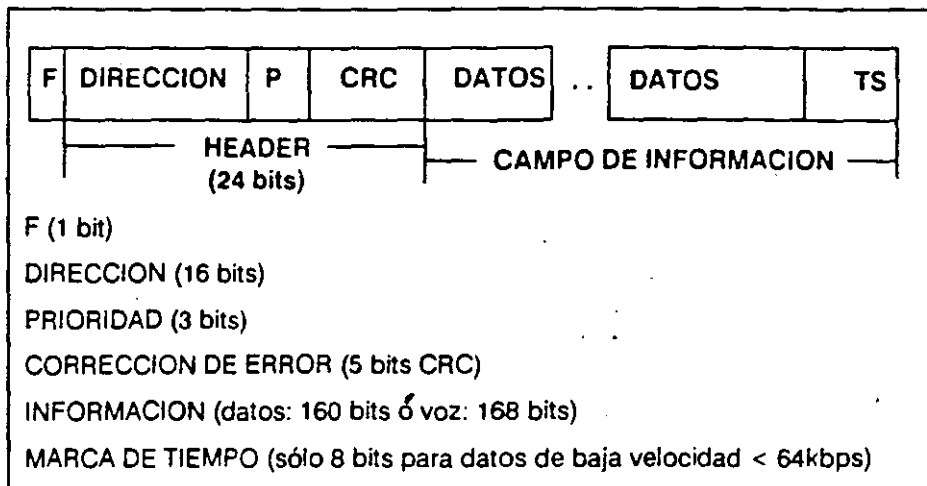 F DIRECCION P CRC DATOS .. DATOS TS
HEADER CAMPO DE INFORMACION
(24 bits)
F (1 bit)
DIRECCION (16 bits)
PRIORIDAD (3 bits)
CORRECCION DE ERROR (5 bits CRC)
INFORMACION (datos: 160 bits ó voz: 168 bits)
MARCA DE TIEMPO (sólo 8 bits para datos de baja velocidad < 64kbps)